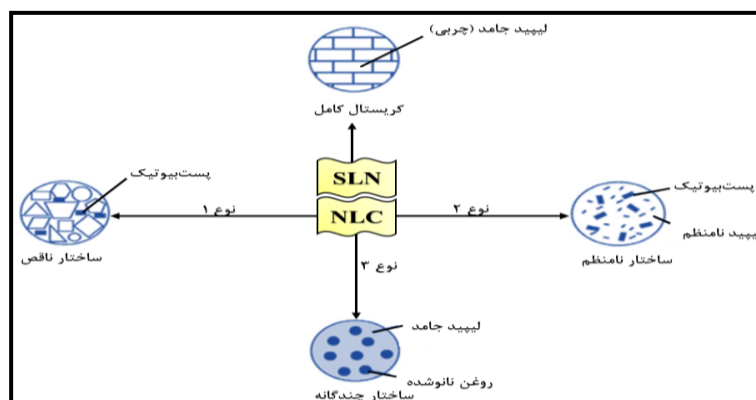 لیپید جامد (چربی)
کریستال کامل
SLN
NLC
پست‌بیوتیک
نوع ۱
ساختار ناقص
نوع ۲
پست‌بیوتیک
یپید نامنظم
ساختار نامنظم
نوع ۳
لیپید جامد
روغن نانوشده
ساختار چندگانه